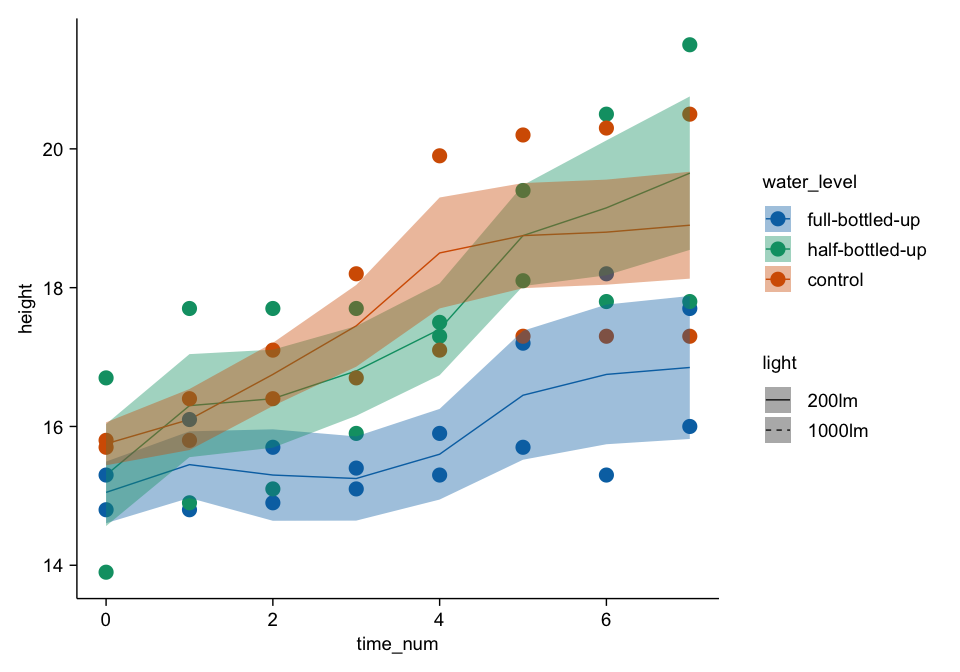 20
18
16
14
height
0
2
4
6
time_num
water_level
full-bottled-up
half-bottled-up
control
light
200lm
1000lm